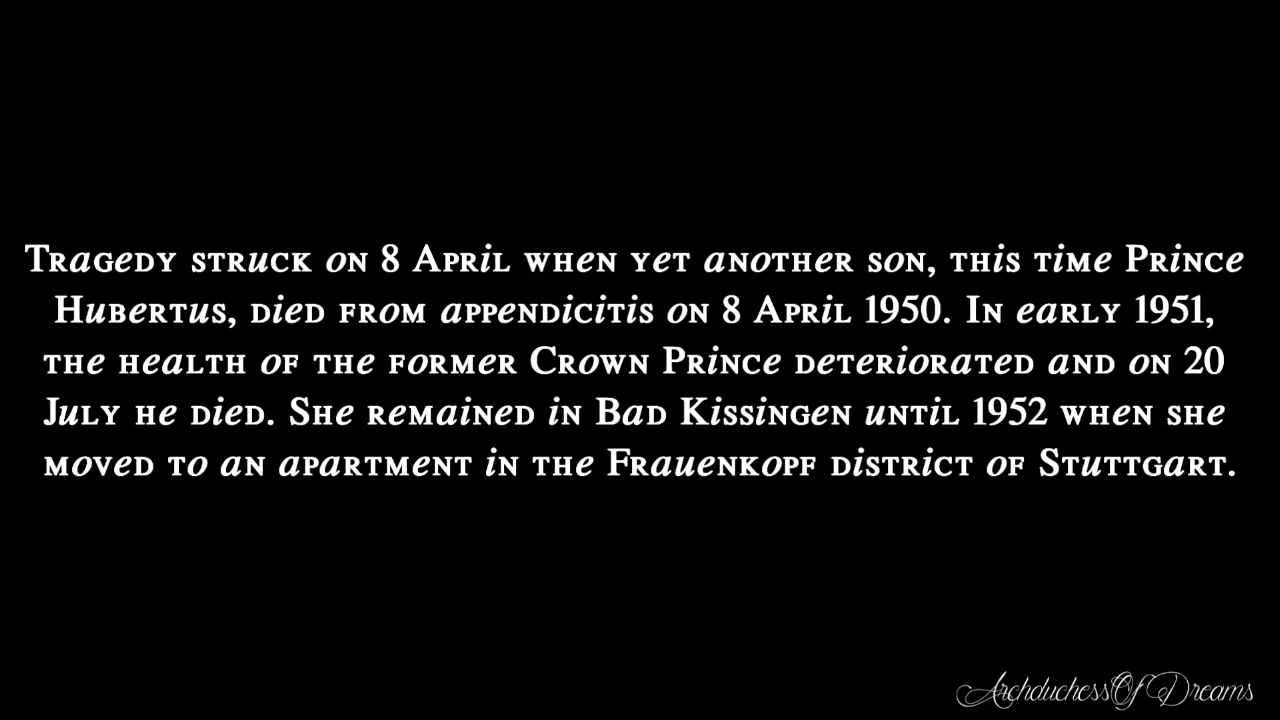 Tragedy struck on 8 April when yet another son, this time Prince
Hubertus, died from appendicitis on 8 April 1950. In early 1951,
the health of the former Crown Prince deteriorated and on 20
July he died. She remained in Bad Kissingen until 1952 when she
moved to an apartment in the Frauenkopf district of Stuttgart.
ArchduchessOfDreams